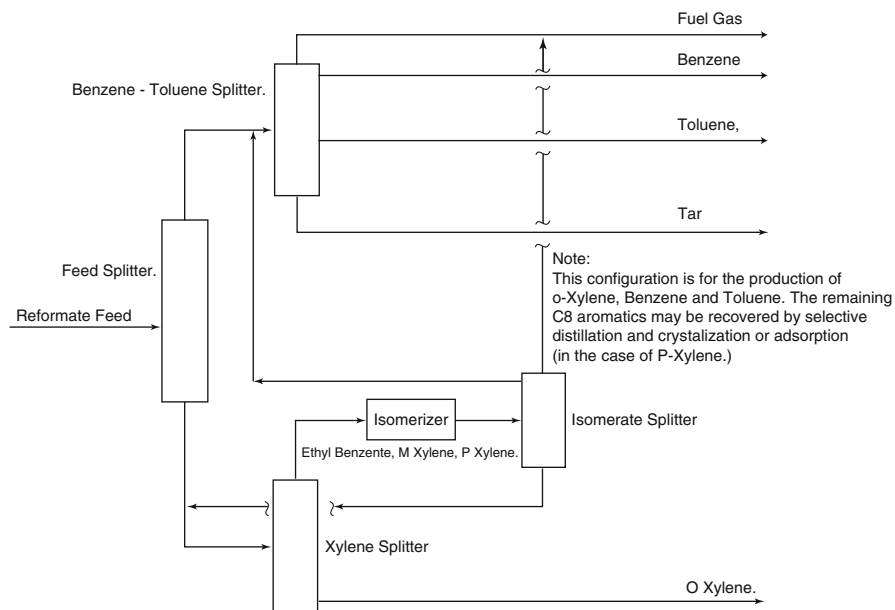 Fuel Gas
Benzene
Benzene - Toluene Splitter.
Toluene,
Tar
Feed Splitter.
Note:
This configuration is for the production of
o-Xylene, Benzene and Toluene. The remaining
C8 aromatics may be recovered by selective
distillation and crystalization or adsorption
(in the case of P-Xylene.)
Reformate Feed
Isomerizer
Isomerate Splitter
Ethyl Benzente, M Xylene, P Xylene.
Xylene Splitter
O Xylene.